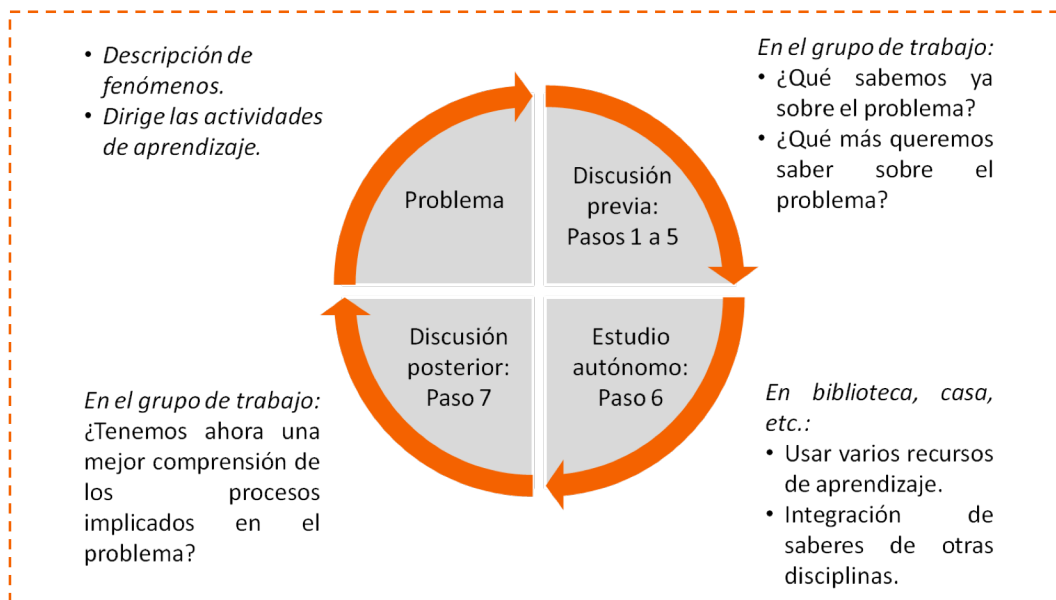 • Descripción de
fenómenos.
• Dirige las actividades
de aprendizaje.
Problema
Discusión
previa:
Pasos 1 a 5
En el grupo de trabajo:
• ¿Qué sabemos ya
sobre el problema?
• ¿Qué más queremos
saber sobre el
problema?
Estudio
autónomo:
Paso 6
En biblioteca, casa,
etc.:
• Usar varios recursos
de aprendizaje.
• Integración de
saberes de otras
disciplinas.
Discusión
posterior:
Paso 7
En el grupo de trabajo:
¿Tenemos ahora una
mejor comprensión de
los procesos
implicados en el
problema?